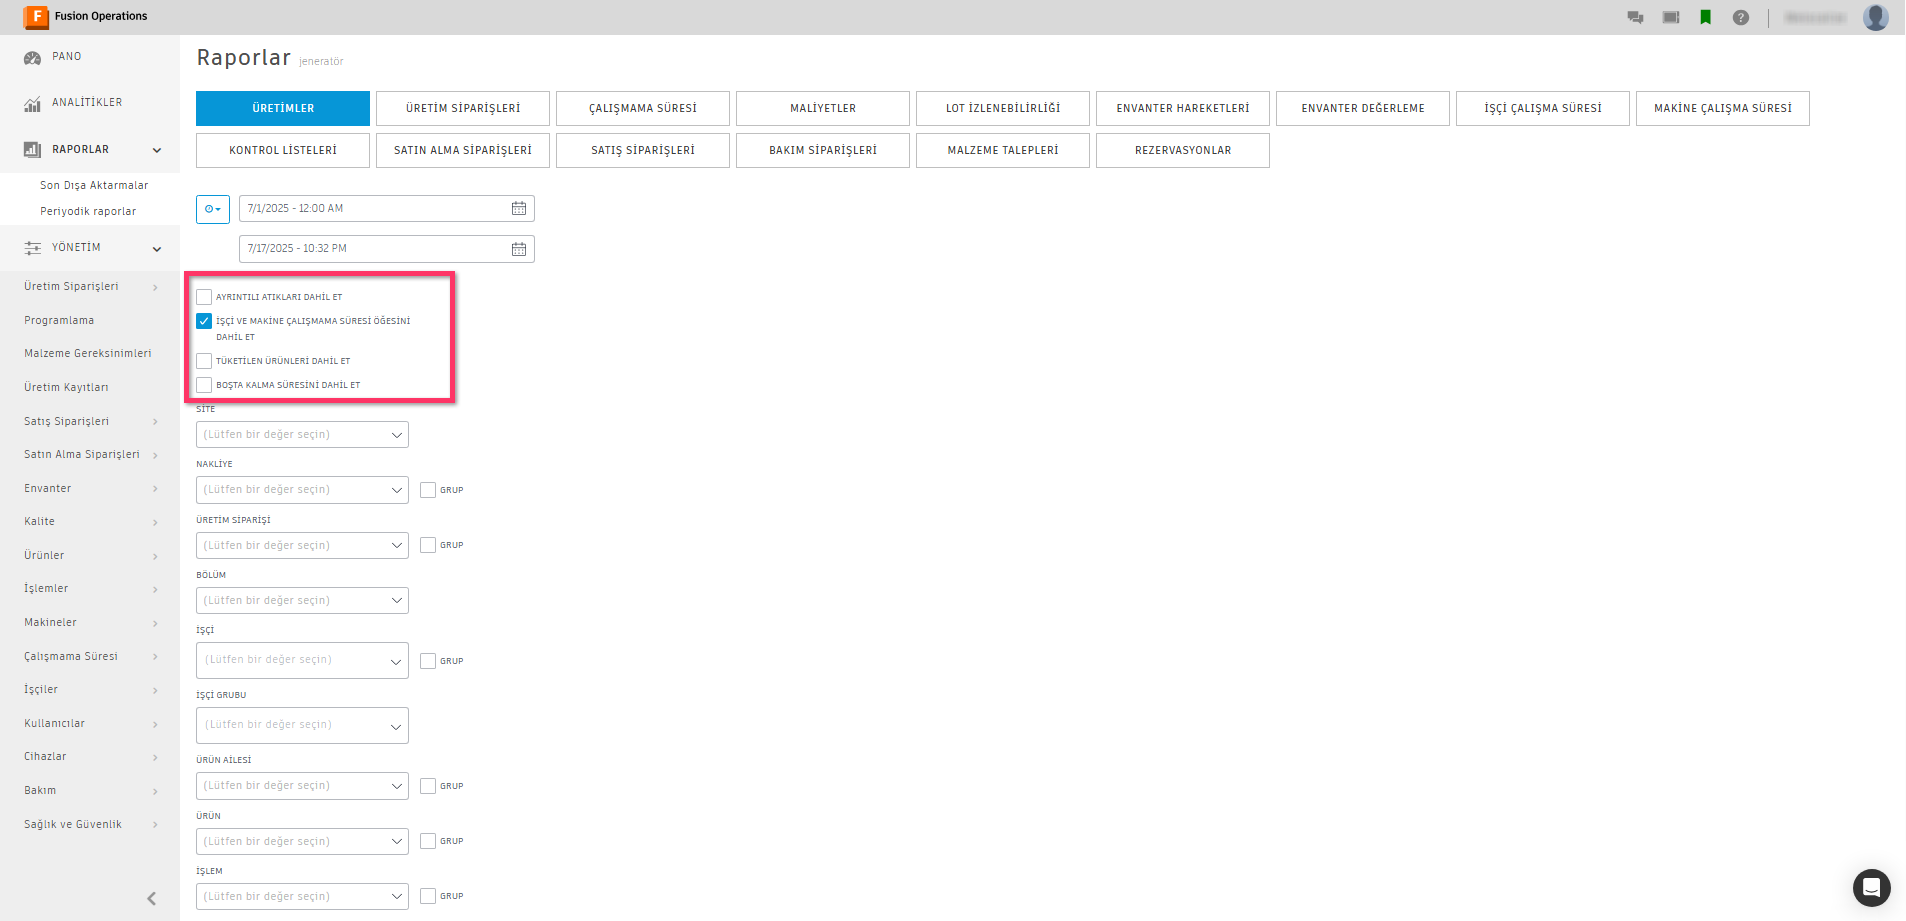 F Fusion Operations
PANO
ANALİTİKLER
RAPORLAR
Son Dışa Aktarmalar
Periyodik raporlar
YÖNETİM
Üretim Siparişleri
Programlama
Malzeme Gereksinimleri
Üretim Kayıtları
Satış Siparişleri
Satın Alma Siparişleri
Envanter
Kalite
Ürünler
İşlemler
Makineler
Çalışmama Süresi
İşçiler
Kullanıcılar
Cihazlar
Bakım
Sağlık ve Güvenlik
Raporlar jeneratör
ÜRETİMLER ÜRETİM SİPARİŞLERİ ÇALIŞMAMA SÜRESİ MALİYETLER LOT İZLENEBİLİRLİĞİ ENVANTER HAREKETLERİ ENVANTER DEĞERLEME İŞÇİ ÇALIŞMA SÜRESİ MAKİNE ÇALIŞMA SÜRESİ
KONTROL LİSTELERİ SATIN ALMA SİPARİŞLERİ SATIŞ SİPARİŞLERİ BAKIM SİPARİŞLERİ MALZEME TALEPLERİ REZERVASYONLAR
7/1/2025 - 12:00 AM
7/17/2025 - 10:32 PM
AYRINTILI ATIKLARI DAHİL ET
İŞÇİ VE MAKİNE ÇALIŞMAMA SÜRESİ ÖĞESİNİ
DAHİL ET
TÜKETİLEN ÜRÜNLERİ DAHİL ET
BOŞTA KALMA SÜRESİNİ DAHİL ET
SİTE
(Lütfen bir değer seçin)
NAKLİYE
(Lütfen bir değer seçin) GRUP
ÜRETİM SİPARİŞİ
(Lütfen bir değer seçin) GRUP
BÖLÜM
(Lütfen bir değer seçin)
İŞÇİ
(Lütfen bir değer seçin) GRUP
İŞÇİ GRUBU
(Lütfen bir değer seçin)
ÜRÜN AİLESİ
(Lütfen bir değer seçin) GRUP
ÜRÜN
(Lütfen bir değer seçin) GRUP
İŞLEM
(Lütfen bir değer seçin) GRUP